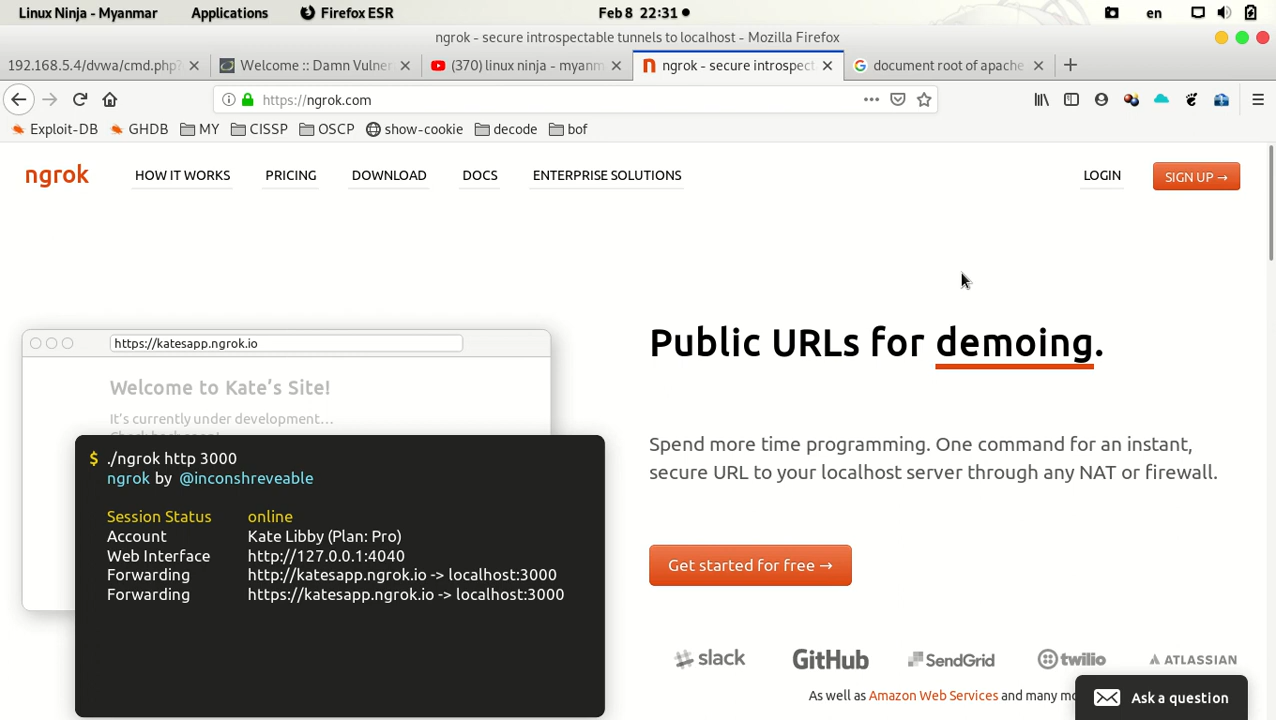 Linux Ninja - Myanmar Applications Firefox ESR Feb 8 22:31 en
ngrok - secure introspectable tunnels to localhost - Mozilla Firefox
192.168.5.4/dvwa/cmd.php? Welcome :: Damn Vulner (370) linux ninja - myanm ngrok - secure introspect document root of apache
https://ngrok.com
Exploit-DB GHDB MY CISSP OSCP show-cookie decode bof
ngrok HOW IT WORKS PRICING DOWNLOAD DOCS ENTERPRISE SOLUTIONS LOGIN SIGN UP →
https://katesapp.ngrok.io
Welcome to Kate's Site!
It's currently under development...
$ ./ngrok http 3000
ngrok by @inconshreveable
Session Status online
Account Kate Libby (Plan: Pro)
Web Interface http://127.0.0.1:4040
Forwarding http://katesapp.ngrok.io -> localhost:3000
Forwarding https://katesapp.ngrok.io -> localhost:3000
Public URLs for demoing.
Spend more time programming. One command for an instant,
secure URL to your localhost server through any NAT or firewall.
Get started for free →
slack GitHub SendGrid twilio ATLASSIAN
As well as Amazon Web Services and many
Ask a question